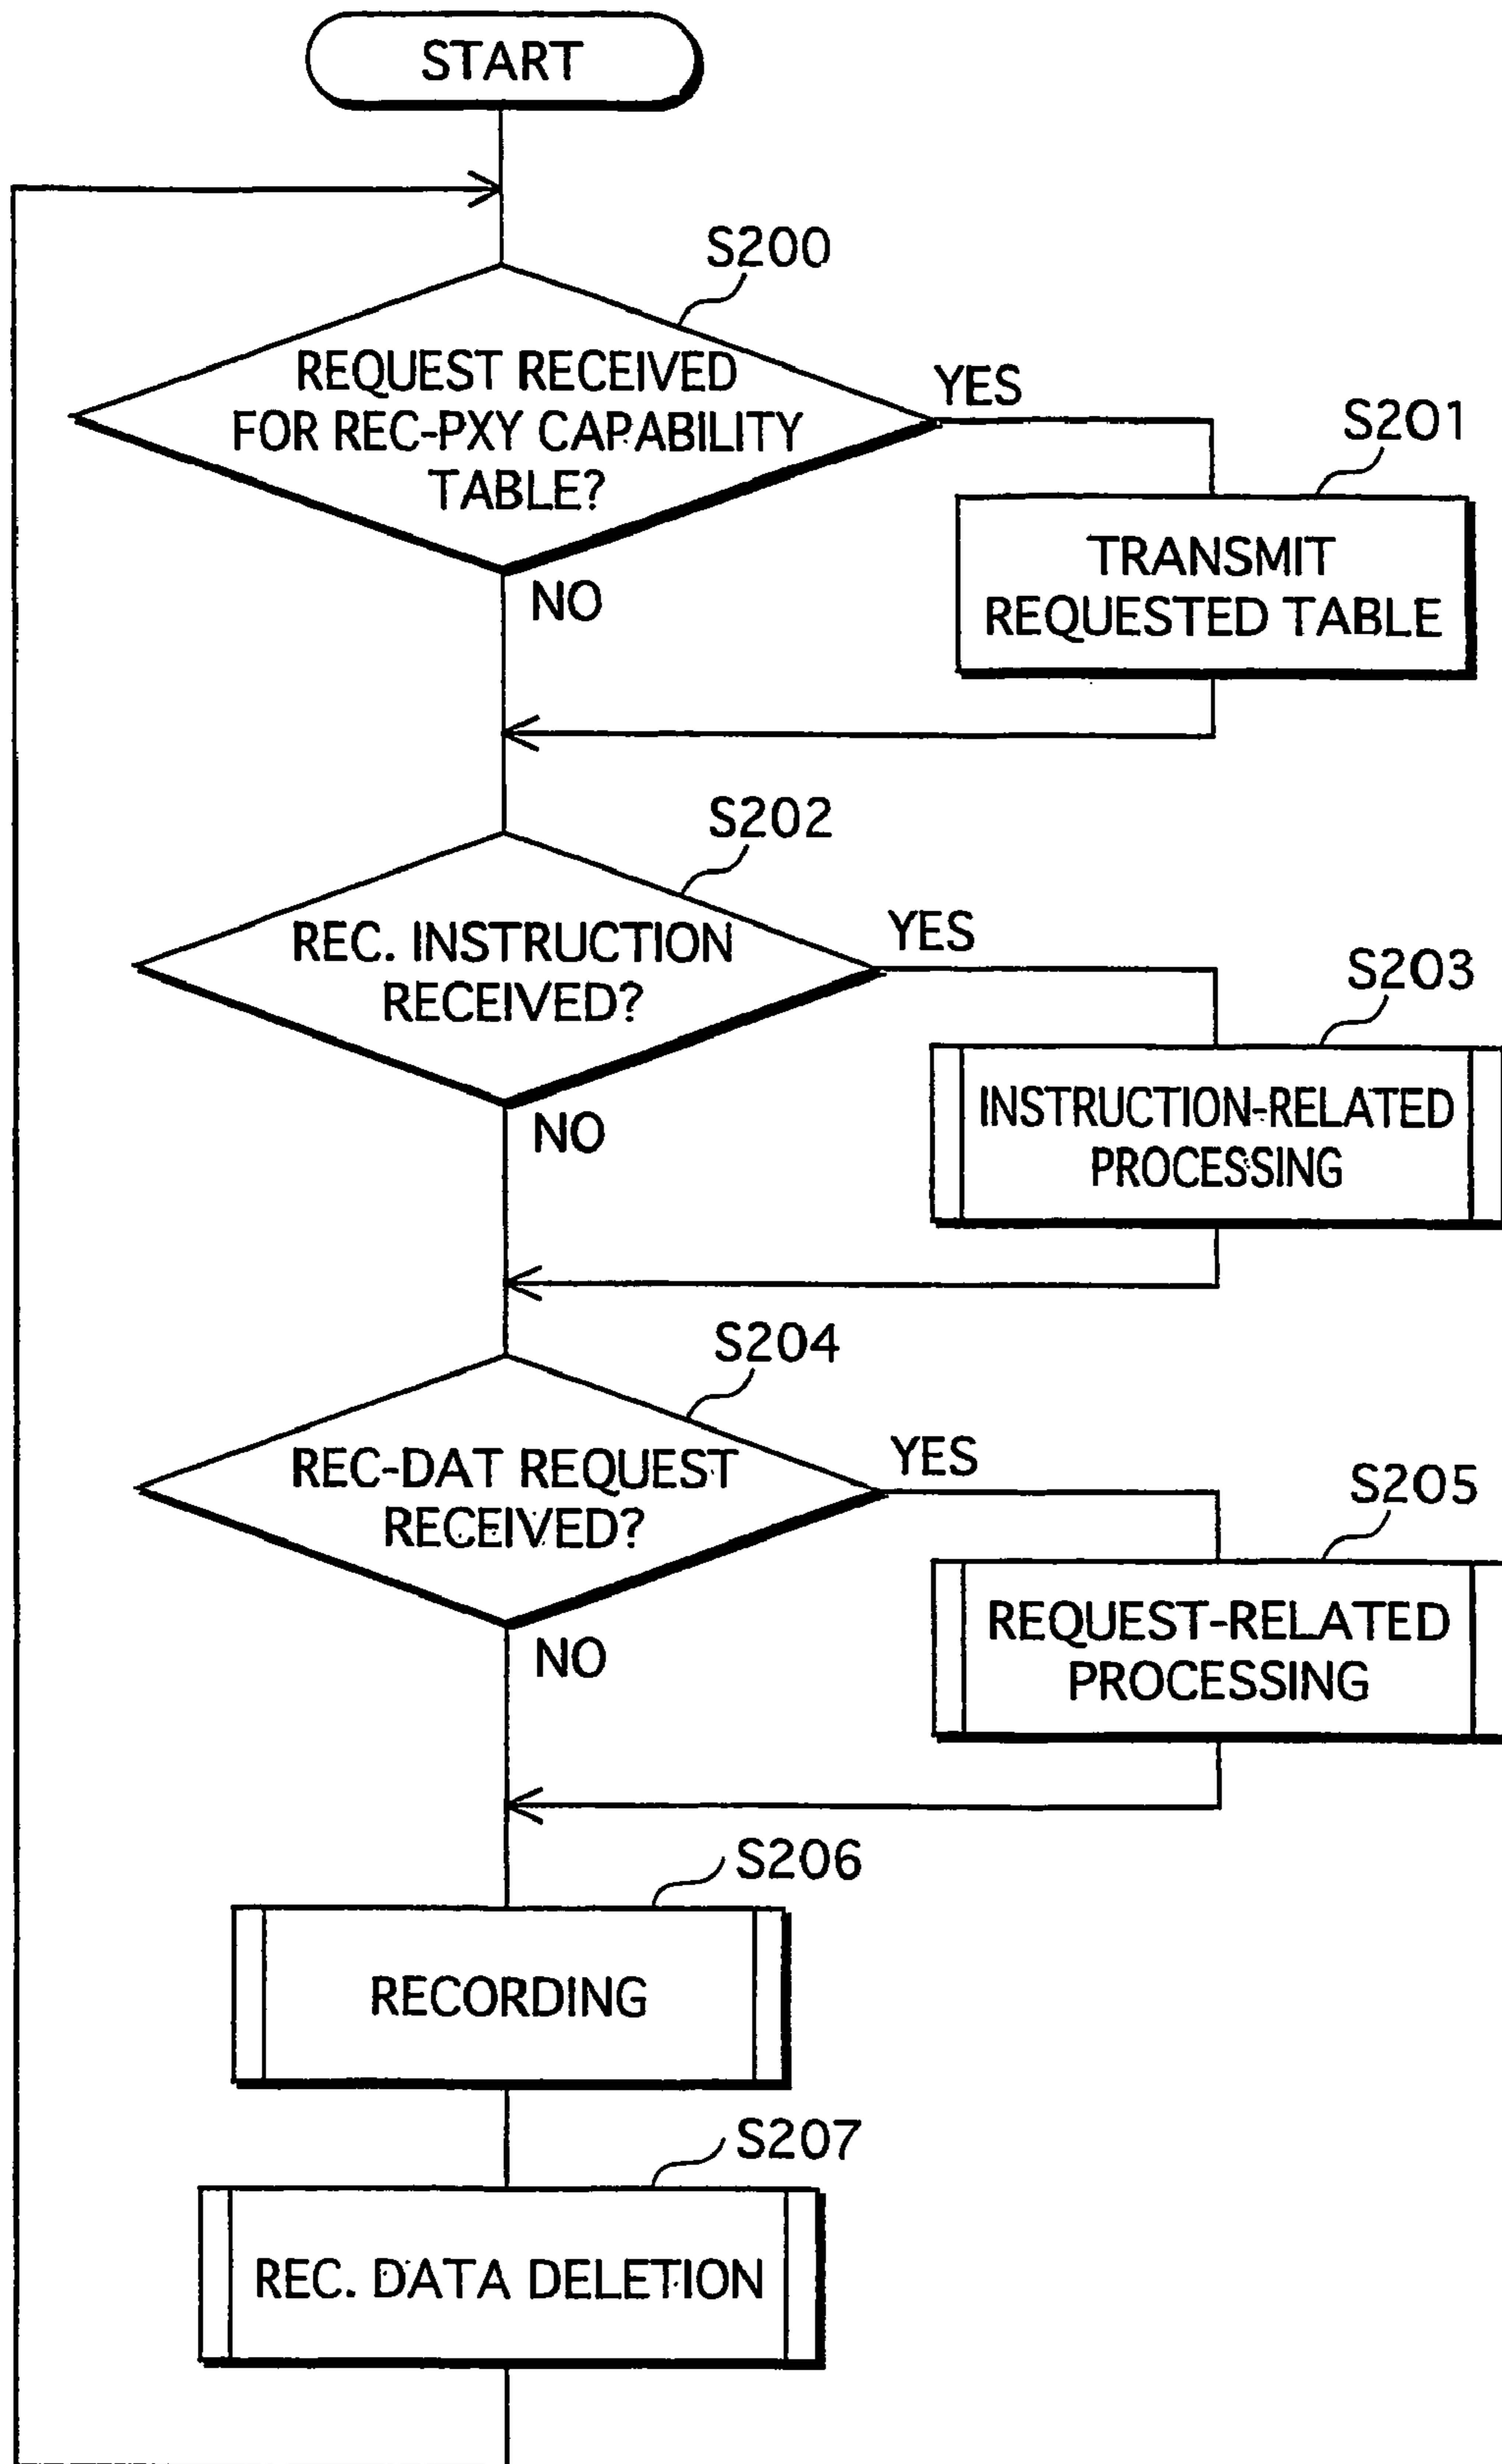 START
S200
REQUEST RECEIVED
FOR REC-PXY CAPABILITY
TABLE?
YES
S201
TRANSMIT
REQUESTED TABLE
NO
S202
REC. INSTRUCTION
RECEIVED?
YES
S203
INSTRUCTION-RELATED
PROCESSING
NO
S204
REC-DAT REQUEST
RECEIVED?
YES
S205
REQUEST-RELATED
PROCESSING
NO
S206
RECORDING
S207
REC. DATA DELETION